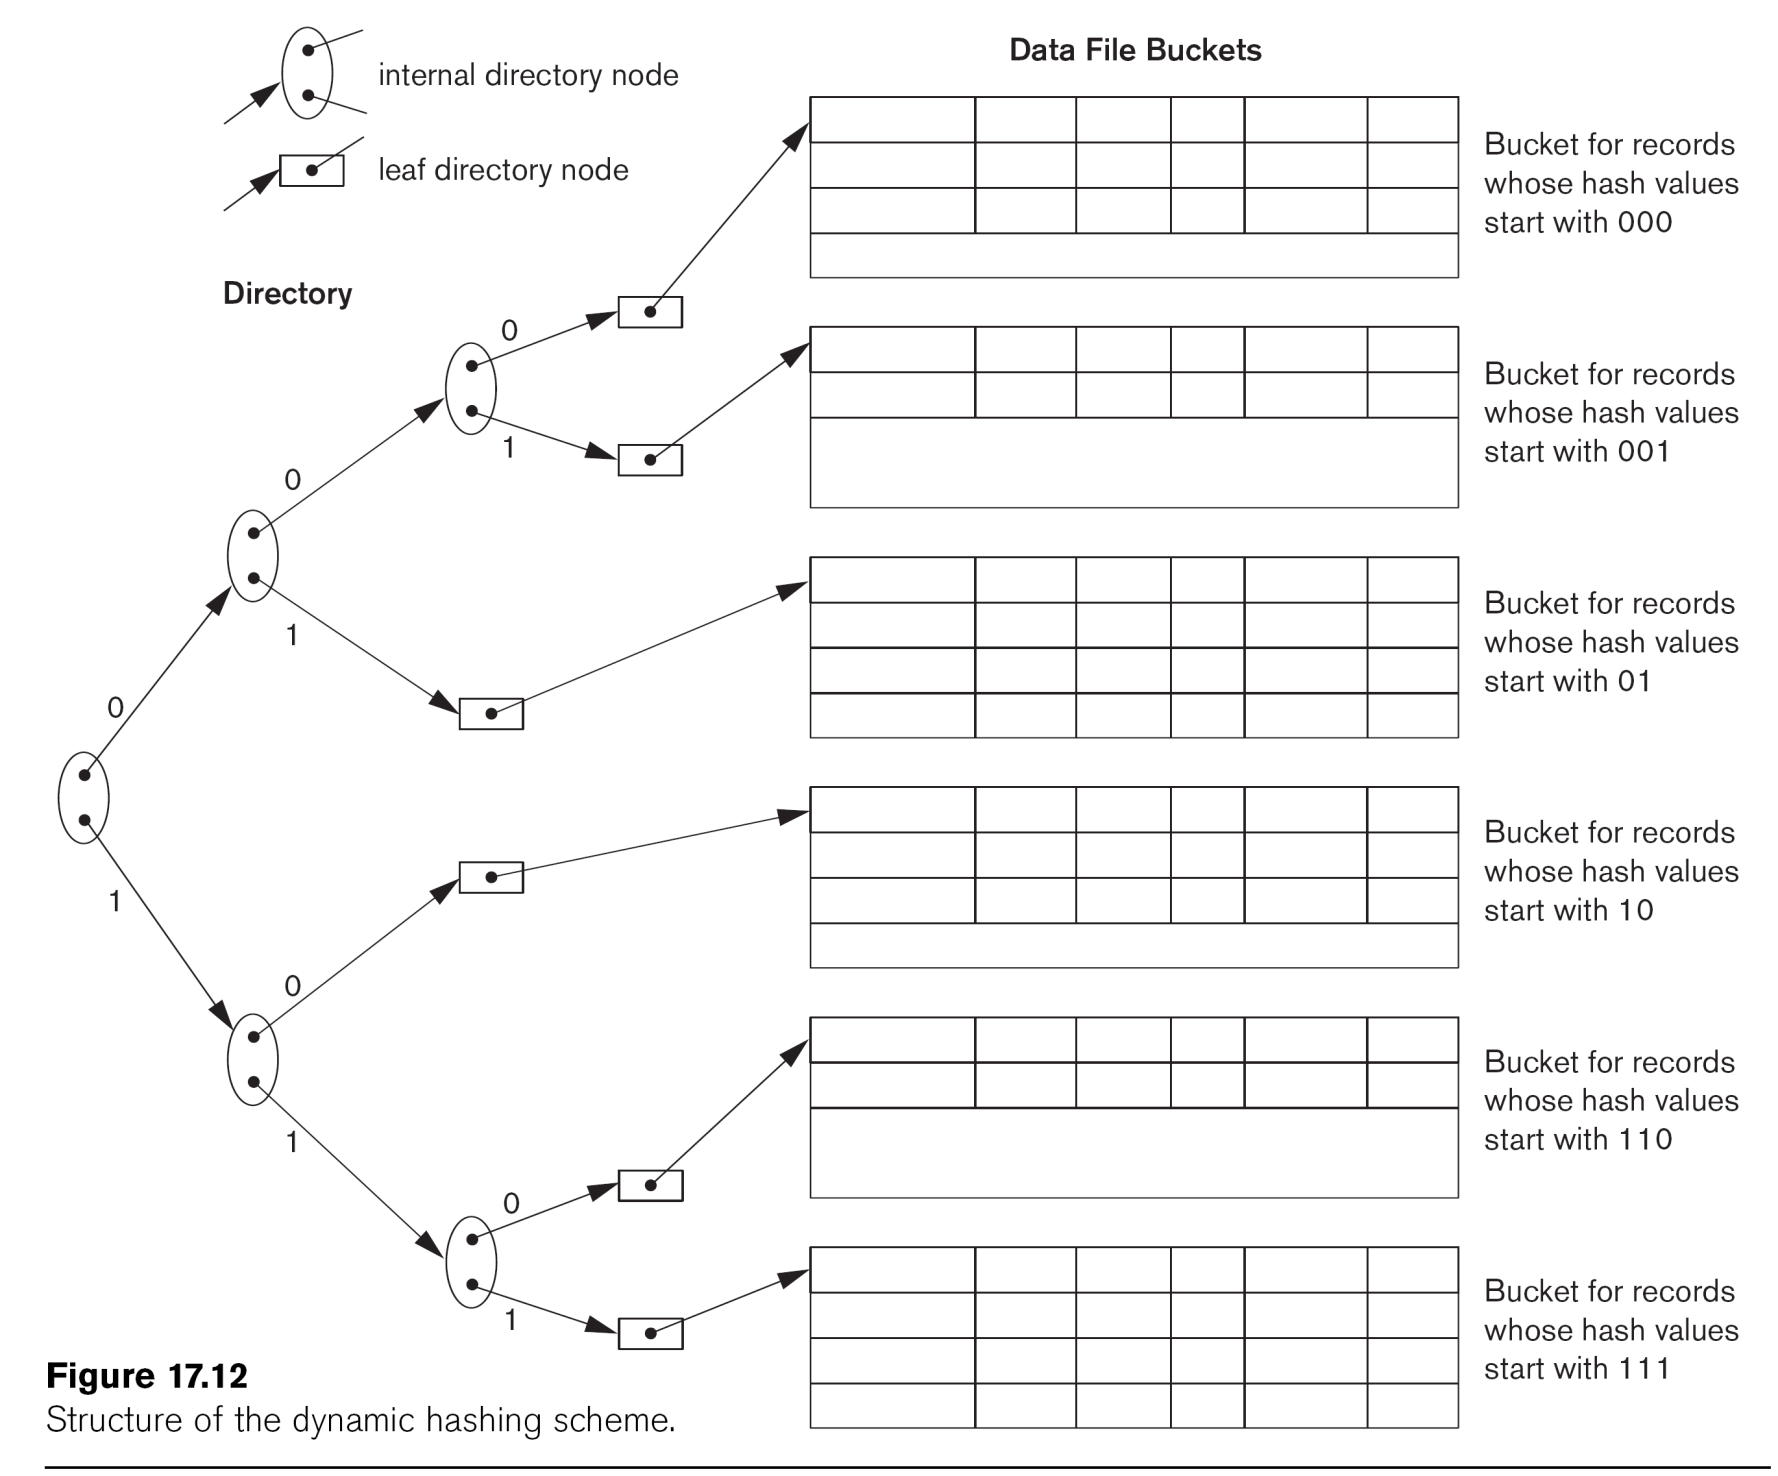 Data File Buckets
internal directory node
leaf directory node
Directory
0
1
0
1
0
1
0
1
0
1
Bucket for records
whose hash values
start with 000
Bucket for records
whose hash values
start with 001
Bucket for records
whose hash values
start with 01
Bucket for records
whose hash values
start with 10
Bucket for records
whose hash values
start with 110
Bucket for records
whose hash values
start with 111
Figure 17.12
Structure of the dynamic hashing scheme.